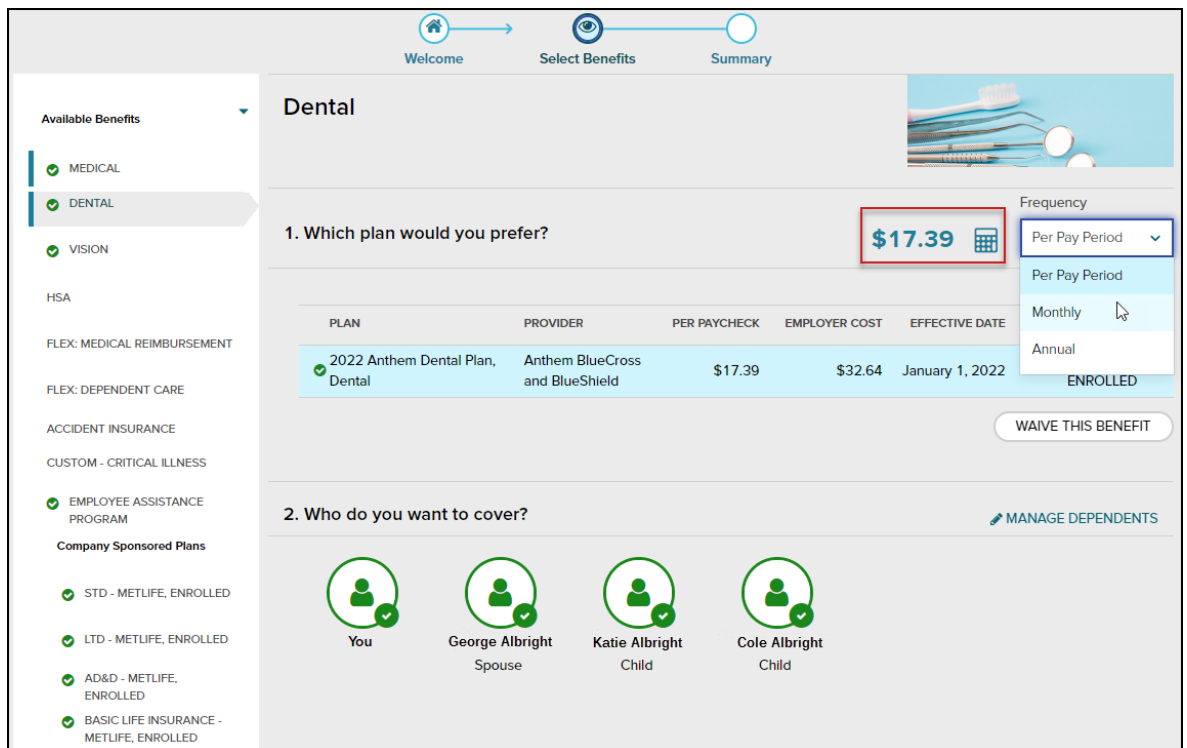 Welcome
Select Benefits
Summary
Available Benefits
MEDICAL
DENTAL
VISION
HSA
FLEX: MEDICAL REIMBURSEMENT
FLEX: DEPENDENT CARE
ACCIDENT INSURANCE
CUSTOM - CRITICAL ILLNESS
EMPLOYEE ASSISTANCE
PROGRAM
Company Sponsored Plans
STD - METLIFE, ENROLLED
LTD - METLIFE, ENROLLED
AD&D - METLIFE,
ENROLLED
BASIC LIFE INSURANCE -
METLIFE, ENROLLED
Dental
1. Which plan would you prefer?
$17.39
Frequency
Per Pay Period
Per Pay Period
Monthly
Annual
PLAN PROVIDER PER PAYCHECK EMPLOYER COST EFFECTIVE DATE
2022 Anthem Dental Plan,
Dental
Anthem BlueCross
and BlueShield
$17.39
$32.64
January 1, 2022
ENROLLED
WAIVE THIS BENEFIT
2. Who do you want to cover?
MANAGE DEPENDENTS
You
George Albright
Spouse
Katie Albright
Child
Cole Albright
Child